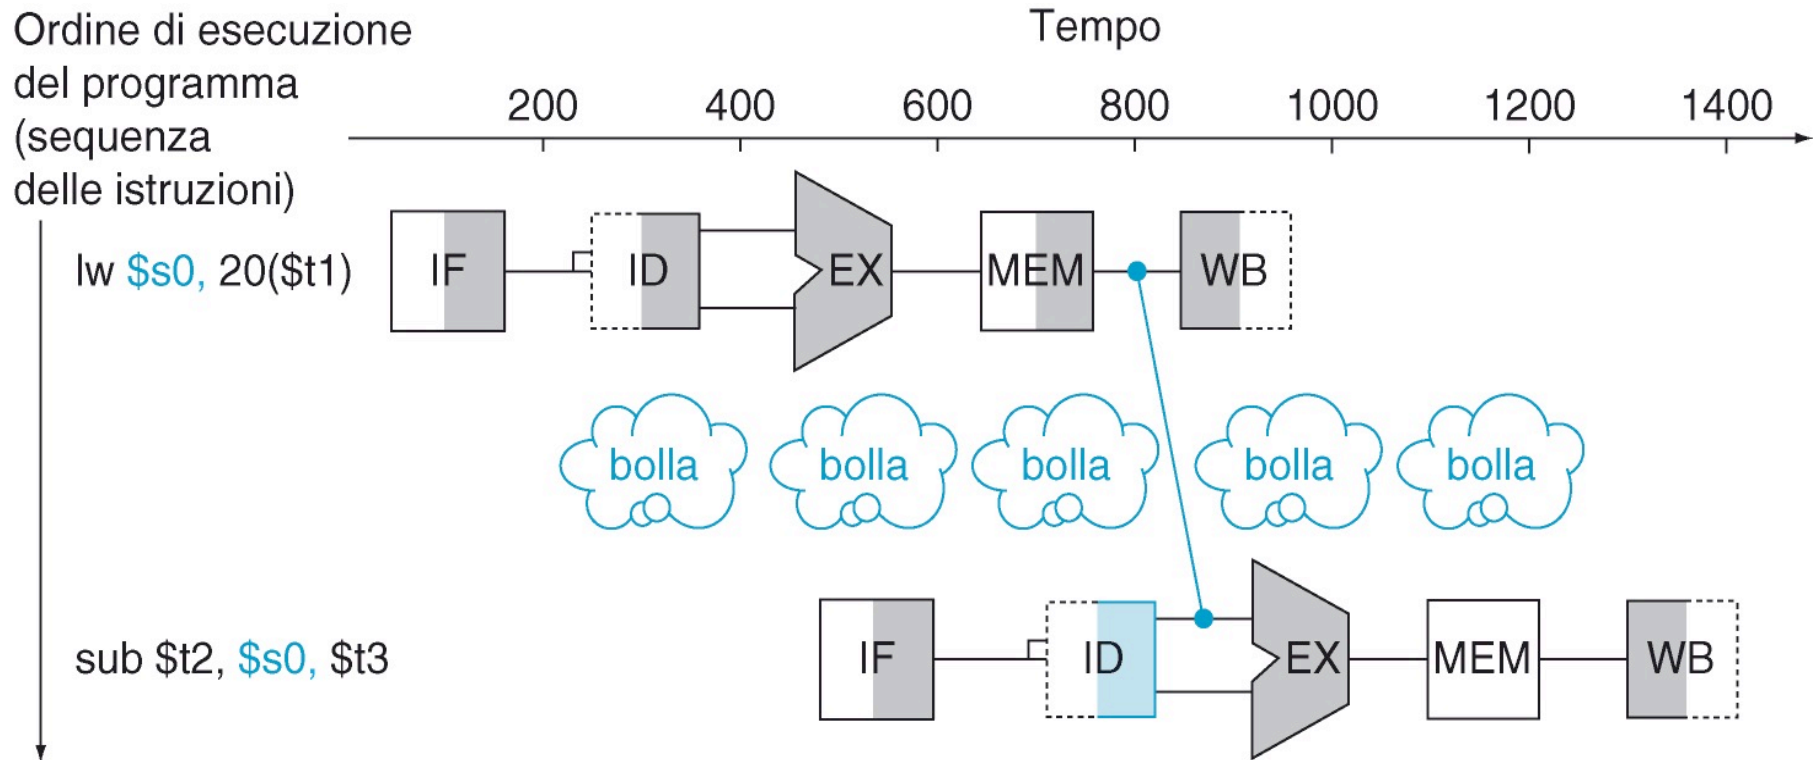 Ordine di esecuzione
del programma
(sequenza
delle istruzioni)
Tempo
200 400 600 800 1000 1200 1400
lw $s0, 20($t1)
IF ID EX MEM WB
bolla bolla bolla bolla bolla
sub $t2, $s0, $t3
IF ID EX MEM WB